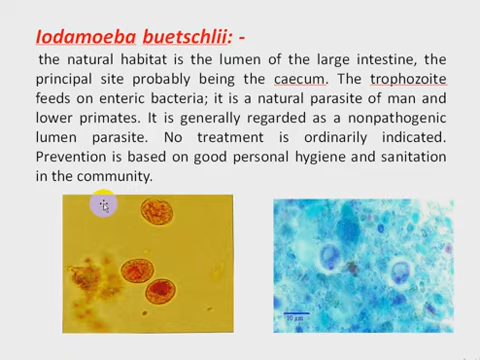 Iodamoeba buetschlii: -
the natural habitat is the lumen of the large intestine, the
principal site probably being the caecum. The trophozoite
feeds on enteric bacteria; it is a natural parasite of man and
lower primates. It is generally regarded as a nonpathogenic
lumen parasite. No treatment is ordinarily indicated.
Prevention is based on good personal hygiene and sanitation
in the community.
10 µm